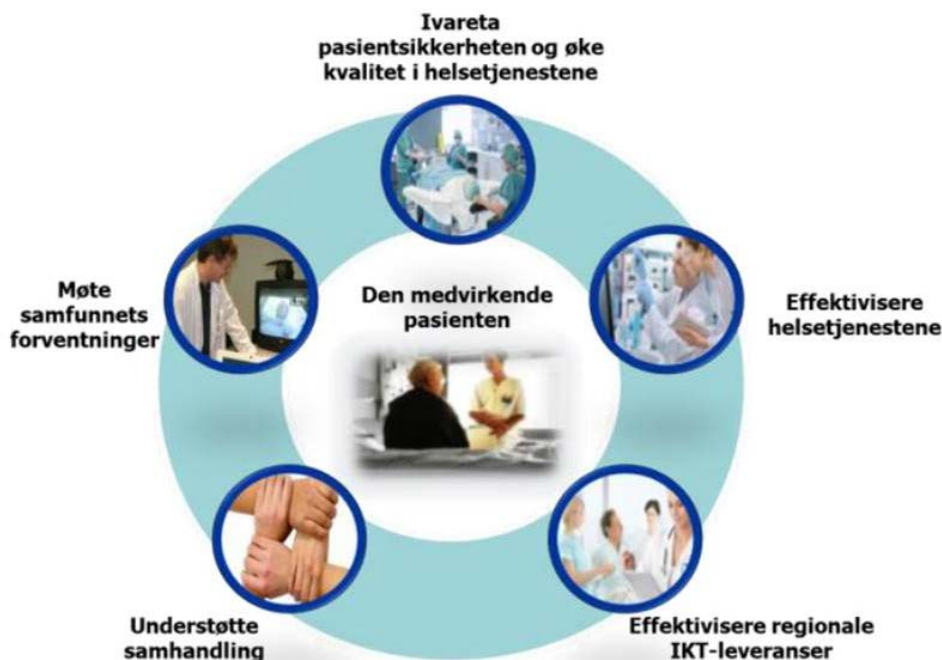 Ivareta
pasientsikkerheten og øke
kvalitet i helsetjenestene
Møte
samfunnets
forventninger
Den medvirkende
pasienten
Effektivisere
helsetjenestene
Understøtte
samhandling
Effektivisere regionale
IKT-leveranser